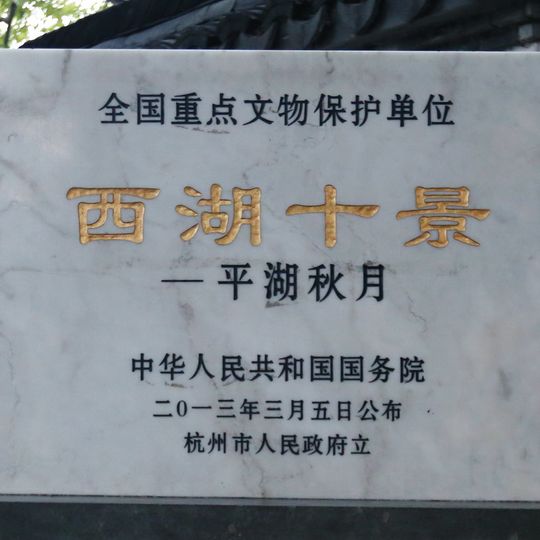 全国重点文物保护单位
西湖十景
—平湖秋月
中华人民共和国国务院
二〇一三年三月五日公布
杭州市人民政府立